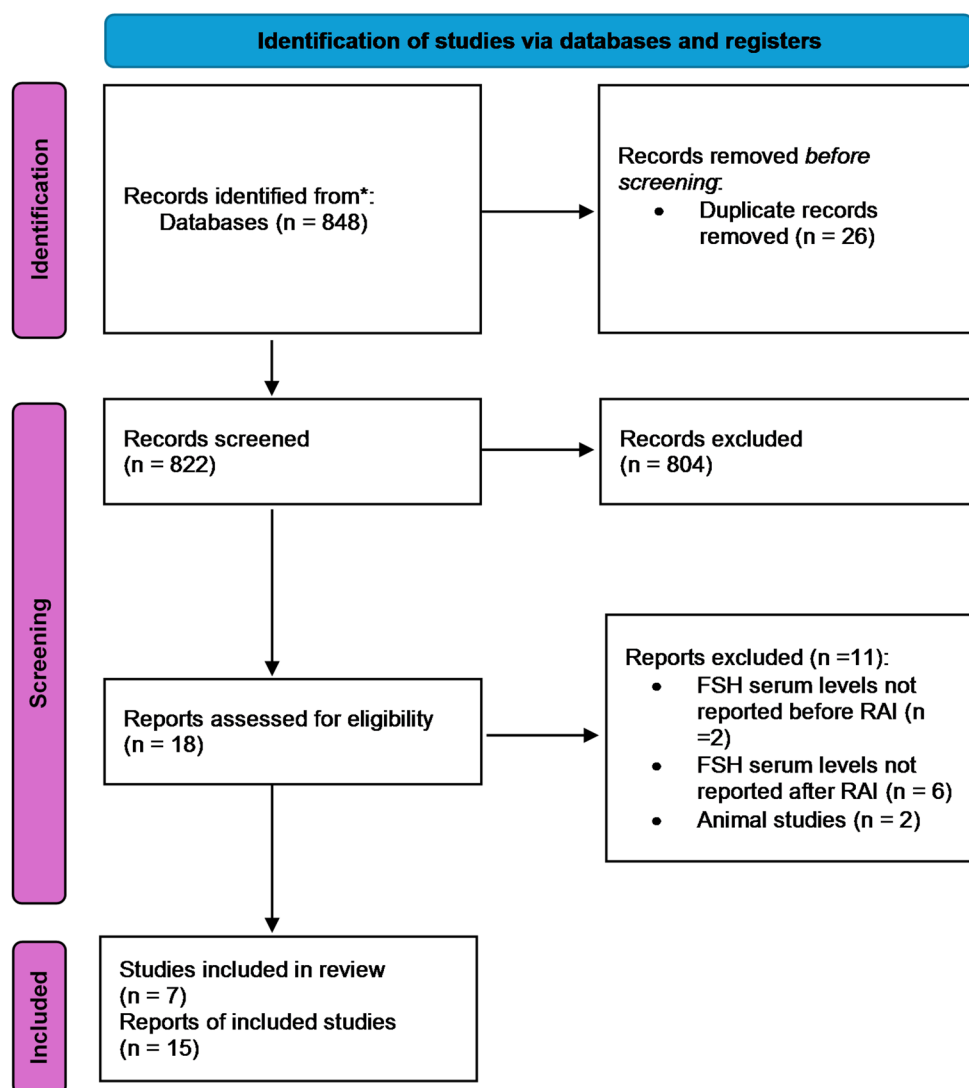 Identification of studies via databases and registers
Identification
Records identified from*:
Databases (n = 848)
Records removed before
screening:
• Duplicate records
removed (n = 26)
Screening
Records screened
(n = 822)
Records excluded
(n = 804)
Reports assessed for eligibility
(n = 18)
Reports excluded (n =11):
• FSH serum levels not
reported before RAI (n
=2)
• FSH serum levels not
reported after RAI (n = 6)
• Animal studies (n = 2)
Included
Studies included in review
(n = 7)
Reports of included studies
(n = 15)